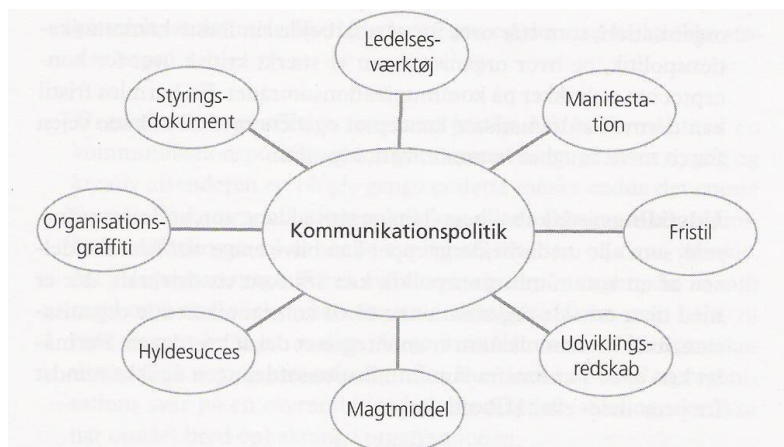 Ledelses-
værktøj
Styrings-
dokument
Manifesta-
tion
Organisations-
graffiti
Kommunikationspolitik
Fristil
Hyldesucces
Udviklings-
redskab
Magtmiddel